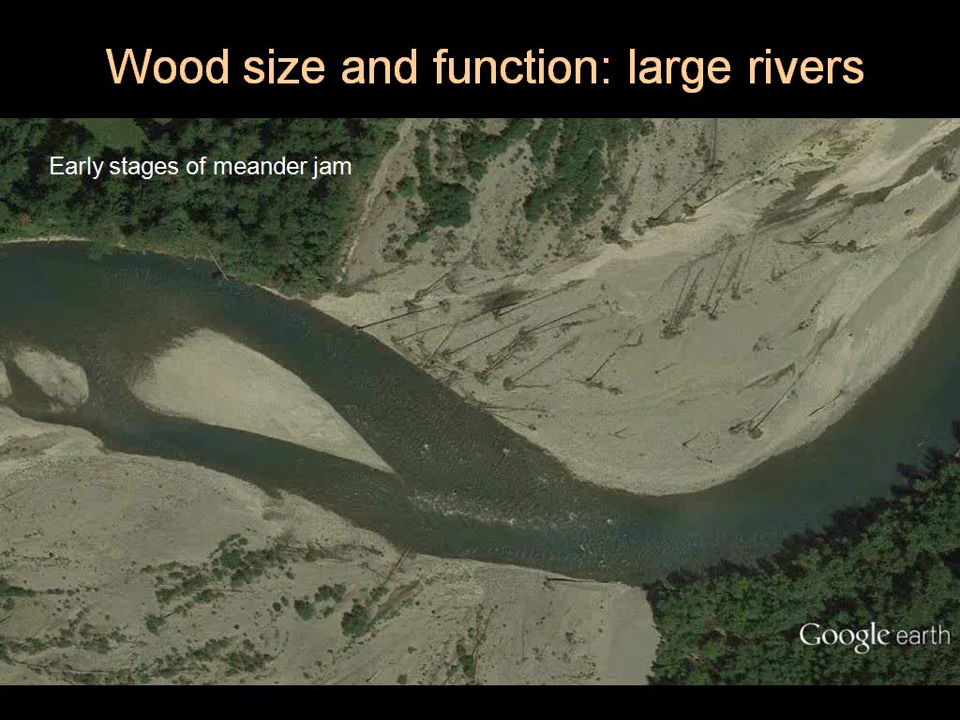 Wood size and function: large rivers
Early stages of meander jam
Google earth